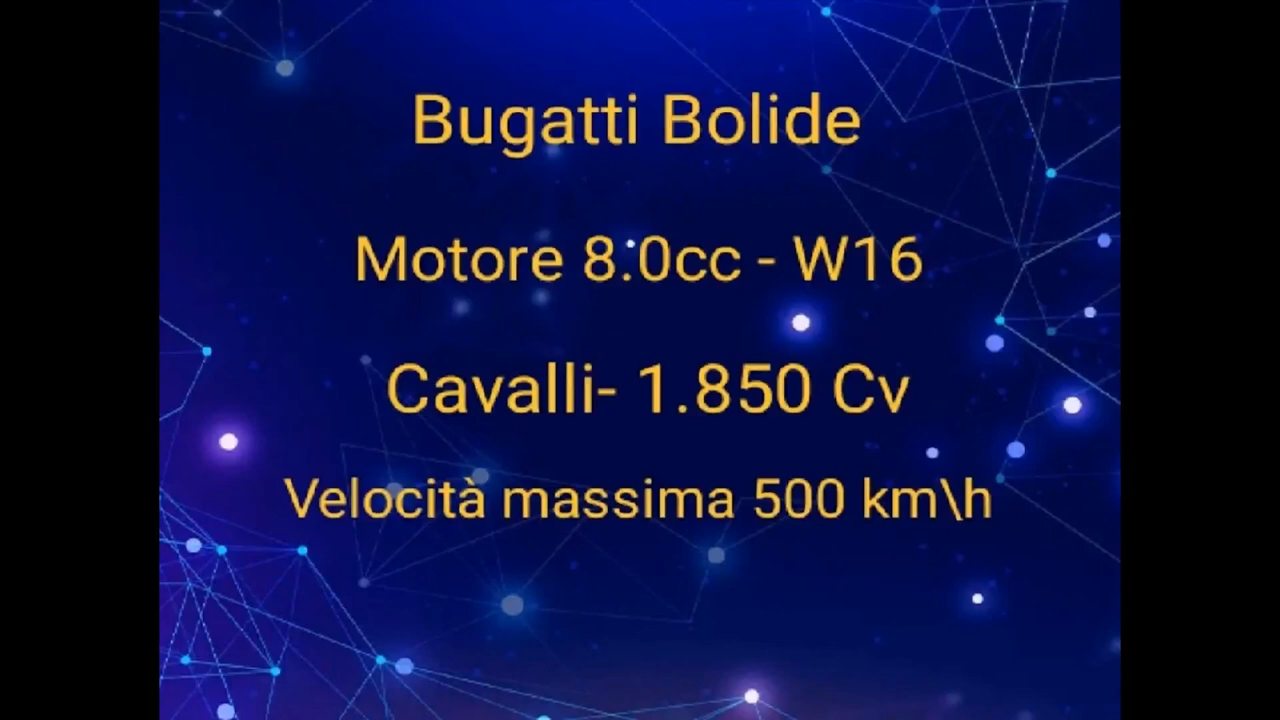 Bugatti Bolide
Motore 8.0cc - W16
Cavalli- 1.850 Cv
Velocità massima 500 km\h